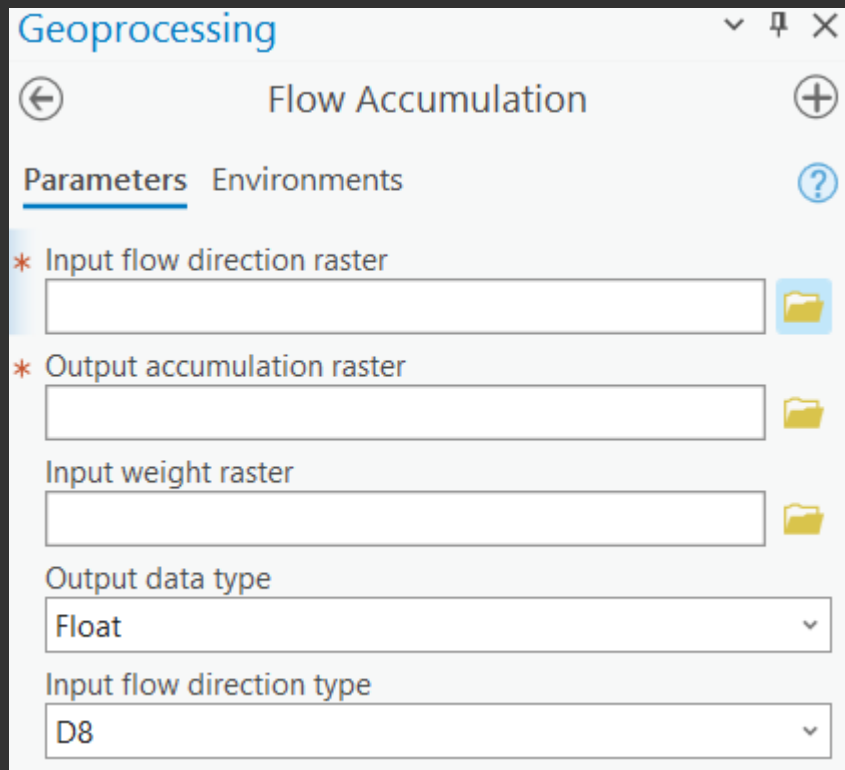 Geoprocessing
Flow Accumulation
Parameters Environments
* Input flow direction raster
* Output accumulation raster
Input weight raster
Output data type
Float
Input flow direction type
D8